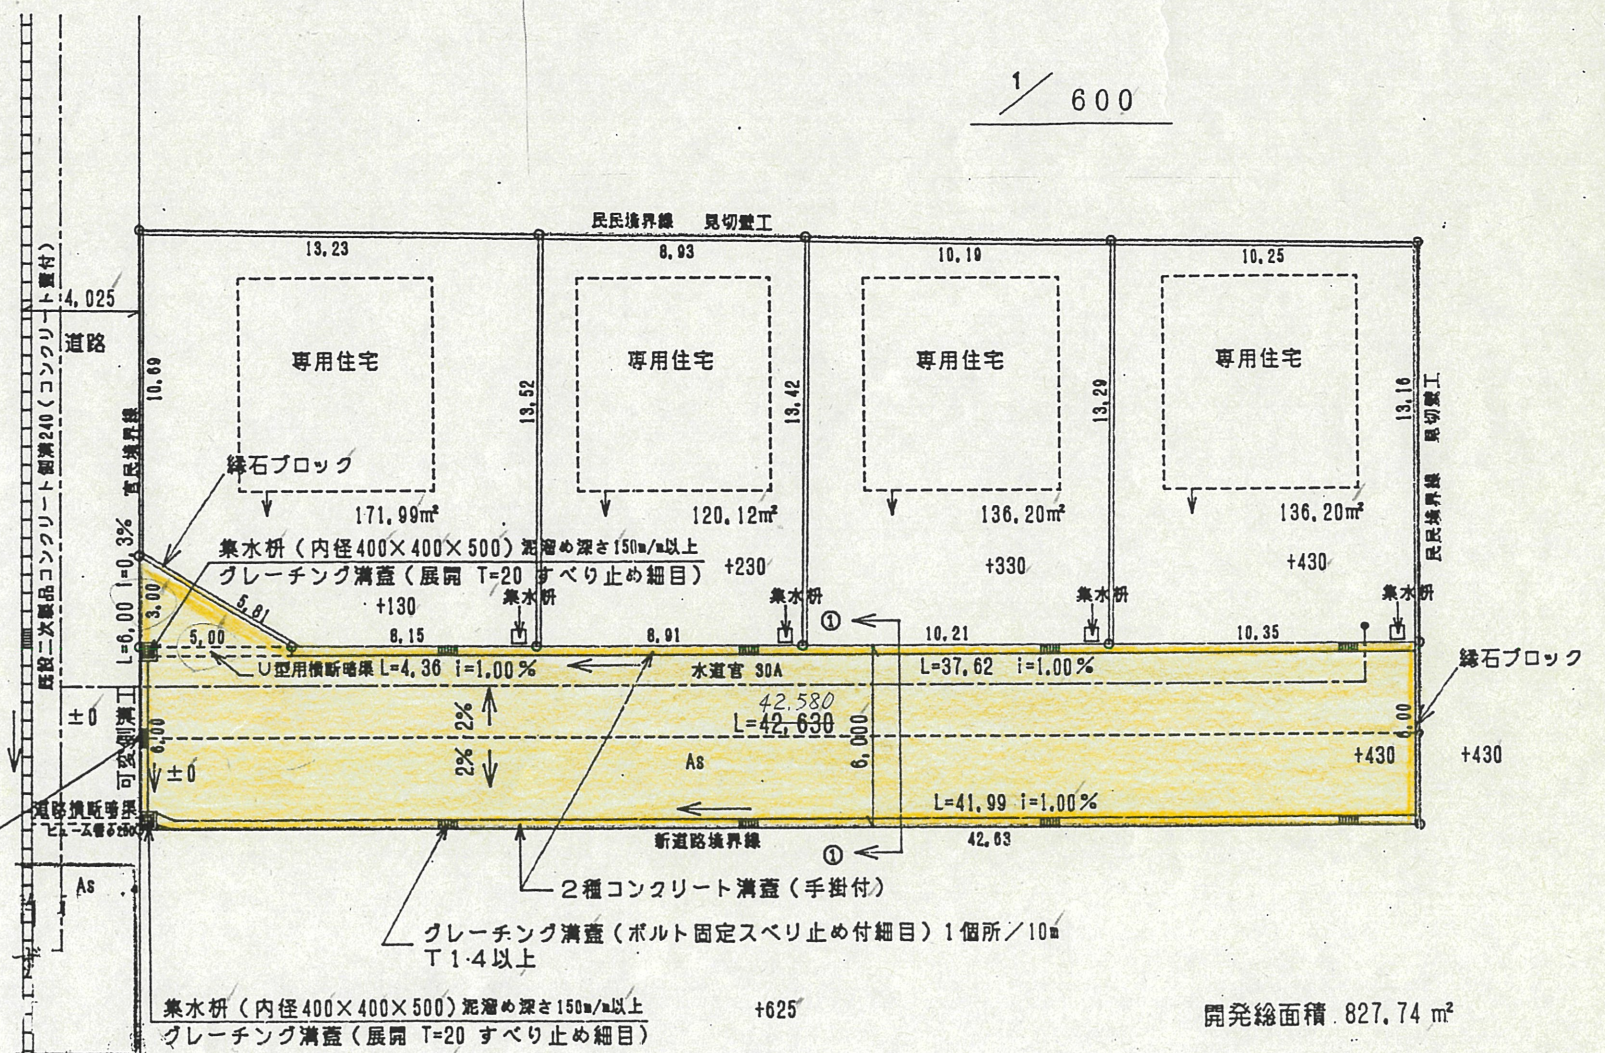 1/600
民民境界線 見切壁工
13.23
8.93
10.19
10.25
4,025
道路
既設二次製品コンクリート側溝240(コンクリート蓋付)
10.69
官民境界線
専用住宅
専用住宅
専用住宅
専用住宅
13.52
13.42
13.29
13.16
民民境界線 見切壁工
縁石ブロック
171.99m²
120.12m²
136.20m²
136.20m²
集水枡(内径400×400×500)泥溜め深さ150m/m以上
グレーチング溝蓋(展開 T=20 すべり止め細目)
+130
+230
+330
+430
集水枡
集水枡
集水枡
集水枡
L=6.00 i=0.3%
3.00
5.81
5.00
8.15
8.91
10.21
10.35
①
U型用横断暗渠 L=4.36 i=1.00%
水道官 30A
L=37.62 i=1.00%
縁石ブロック
42.580
L=42,630
6,000
6.00
±0
可変側溝工
6.00
±0
2% 2%
As
+430
+430
道路横断暗渠
L=41.99 i=1.00%
新道路境界線
42.63
①
As
2種コンクリート溝蓋(手掛付)
グレーチング溝蓋(ボルト固定スベリ止め付細目)1個所/10m
T14以上
集水枡(内径400×400×500)泥溜め深さ150m/m以上
グレーチング溝蓋(展開 T=20 すべり止め細目)
+625
開発総面積 827.74 m²